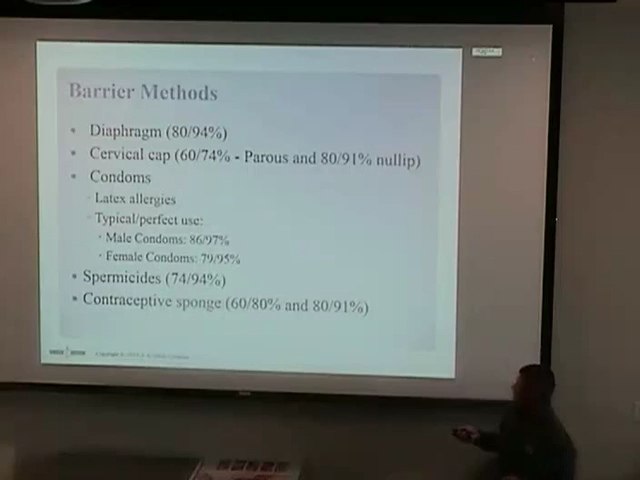 Barrier Methods
• Diaphragm (80/94%)
• Cervical cap (60/74% - Parous and 80/91% nullip)
• Condoms
- Latex allergies
- Typical/perfect use:
• Male Condoms: 86/97%
• Female Condoms: 79/95%
• Spermicides (74/94%)
• Contraceptive sponge (60/80% and 80/91%)